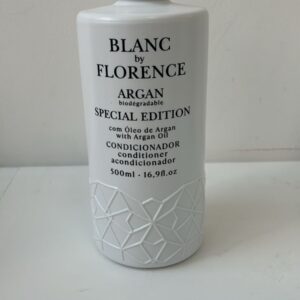 BLANC
by
FLORENCE
ARGAN
biodégradable
SPECIAL EDITION
com Óleo de Argan
with Argan Oil
CONDICIONADOR
conditioner
acondicionador
500ml · 16,9fl.oz